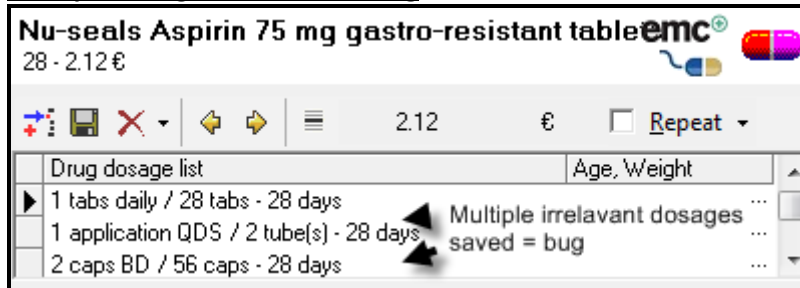 Nu-seals Aspirin 75 mg gastro-resistant table
emc
28 - 2.12 €
2.12 € Repeat
Drug dosage list Age, Weight
1 tabs daily / 28 tabs - 28 days ...
1 application QDS / 2 tube(s) - 28 days ...
2 caps BD / 56 caps - 28 days ...
Multiple irrelavant dosages
saved = bug